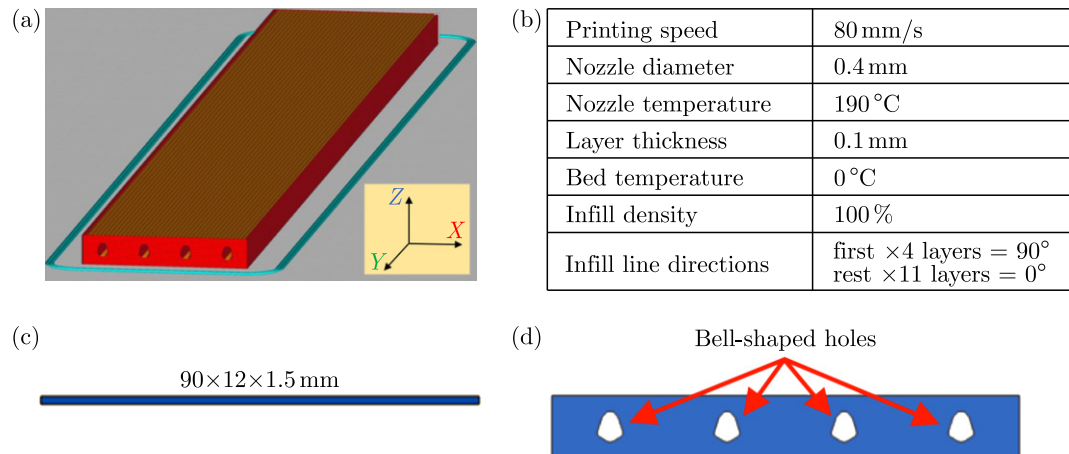 (a)
Z
X
Y
(b)
Printing speed 80 mm/s
Nozzle diameter 0.4 mm
Nozzle temperature 190 °C
Layer thickness 0.1 mm
Bed temperature 0 °C
Infill density 100 %
Infill line directions first ×4 layers = 90°
rest ×11 layers = 0°
(c)
90×12×1.5 mm
(d)
Bell-shaped holes